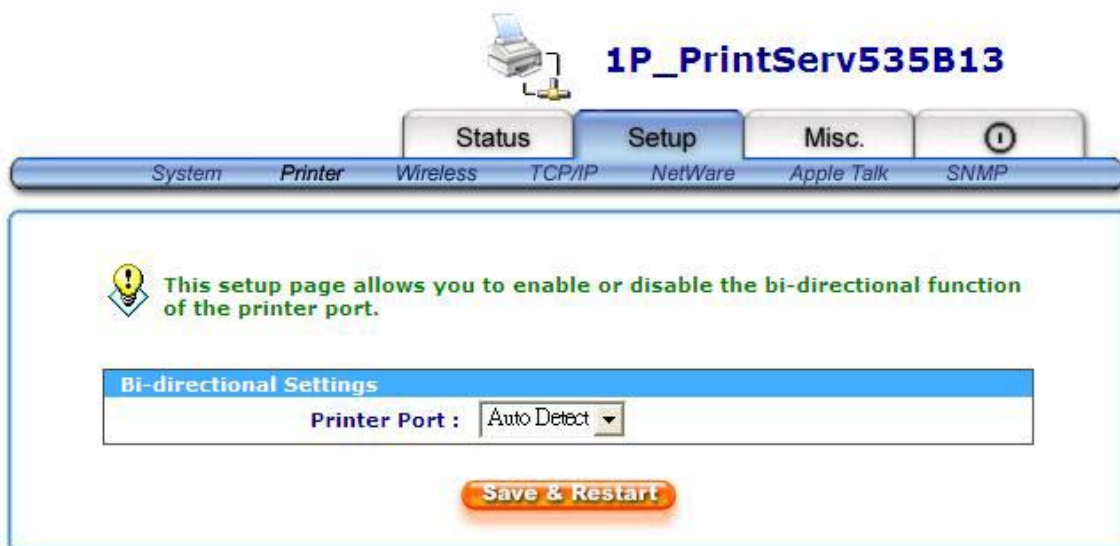 1P_PrintServ535B13
Status Setup Misc.
System Printer Wireless TCP/IP NetWare Apple Talk SNMP
This setup page allows you to enable or disable the bi-directional function
of the printer port.
Bi-directional Settings
Printer Port : Auto Detect
Save & Restart